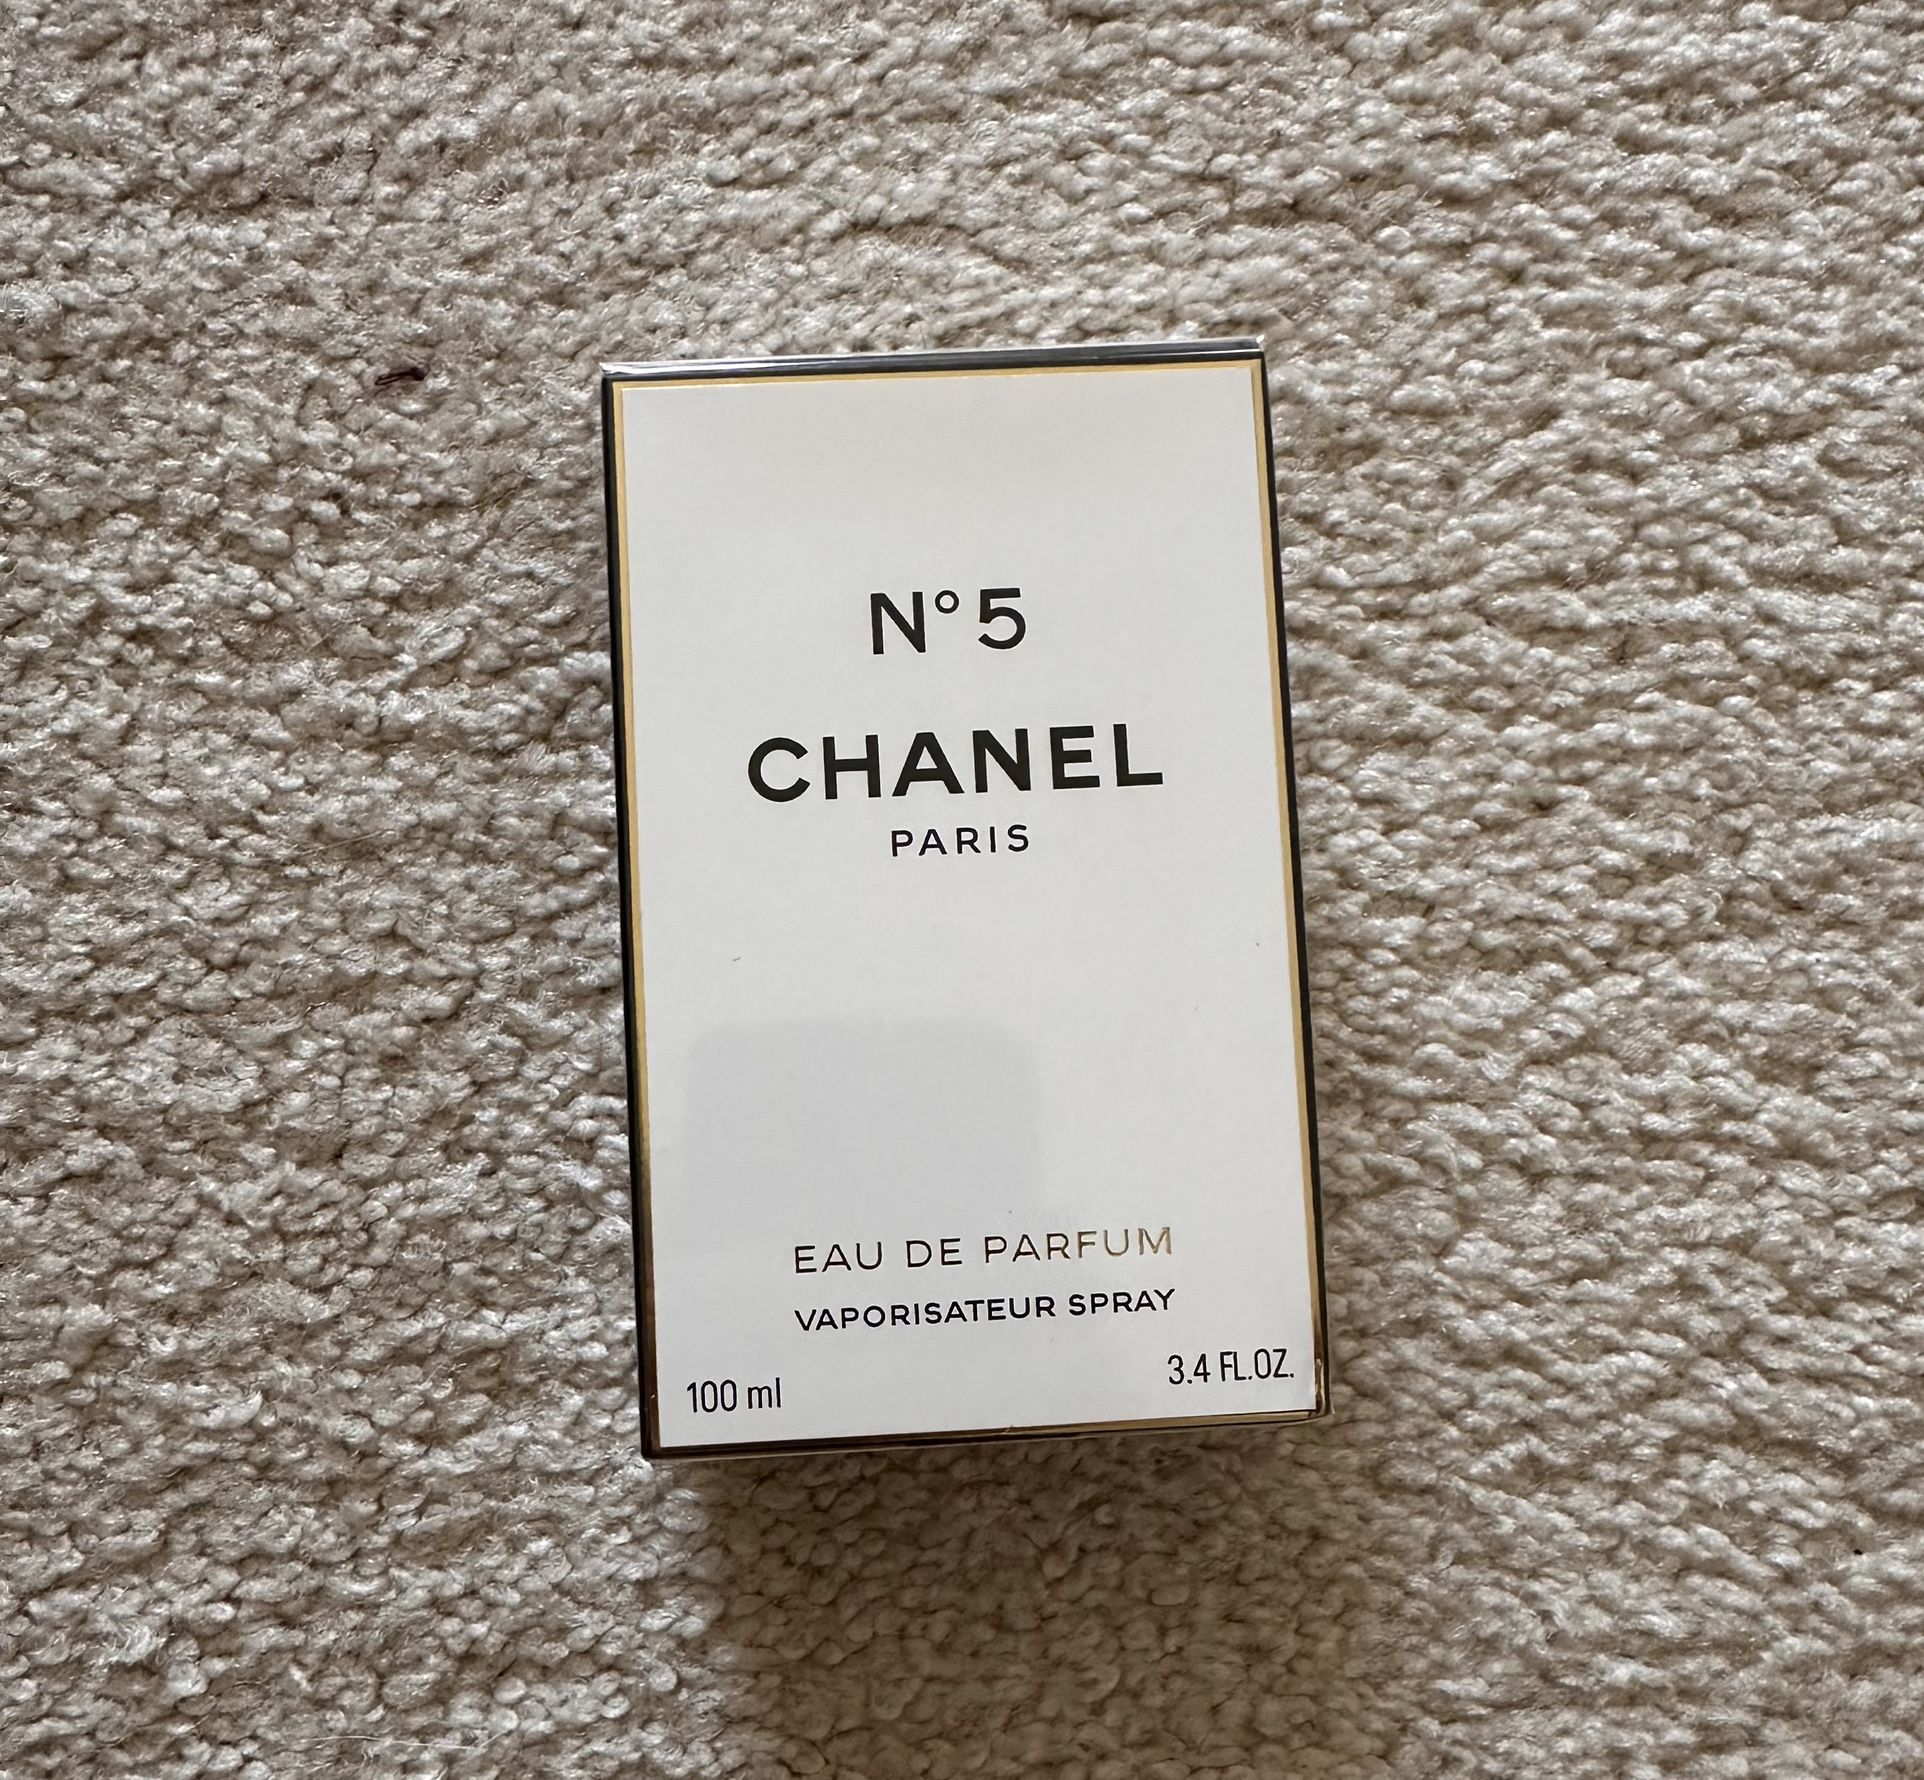 N°5
CHANEL
PARIS
EAU DE PARFUM
VAPORISATEUR SPRAY
100 ml
3.4 FL.OZ.